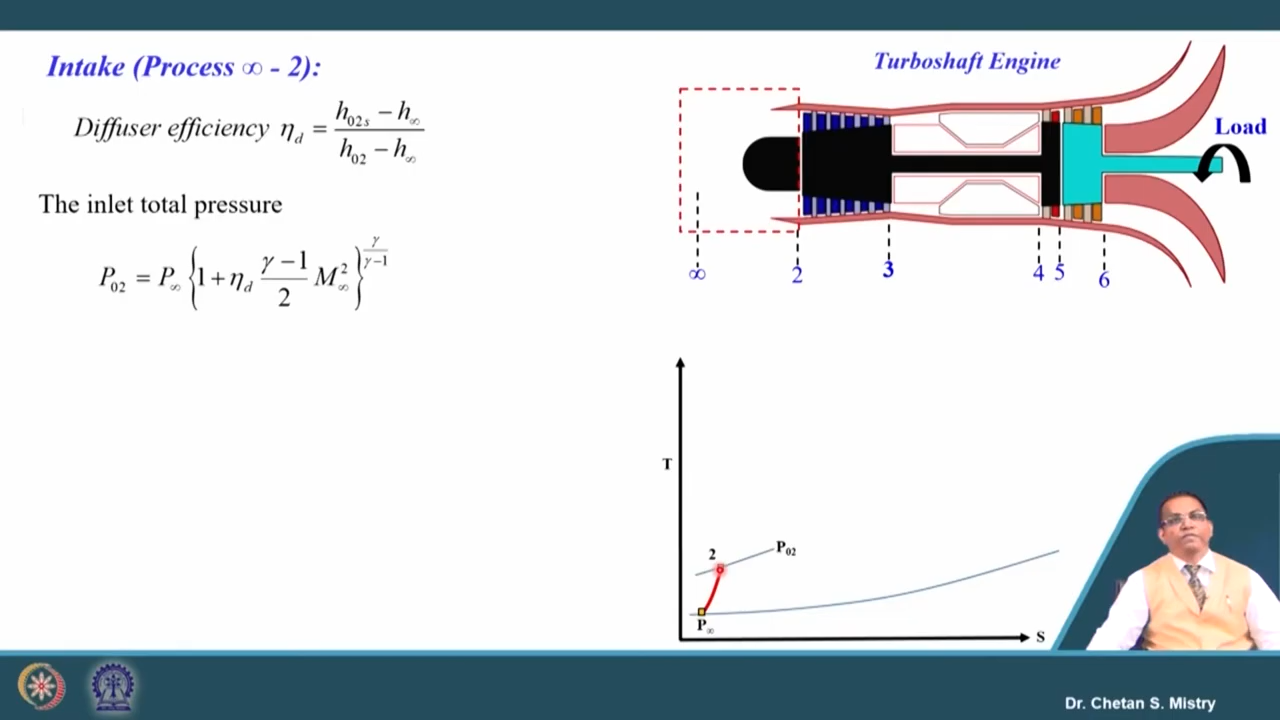 Intake (Process ∞ - 2):
Diffuser efficiency η_d = (h_02s − h_∞) / (h_02 − h_∞)
The inlet total pressure
P_02 = P_∞ {1 + η_d (γ − 1)/2 M_∞^2}^(γ/(γ−1))
Turboshaft Engine
Load
∞ 2 3 4 5 6
T
2
P_02
P_∞
S
Dr. Chetan S. Mistry